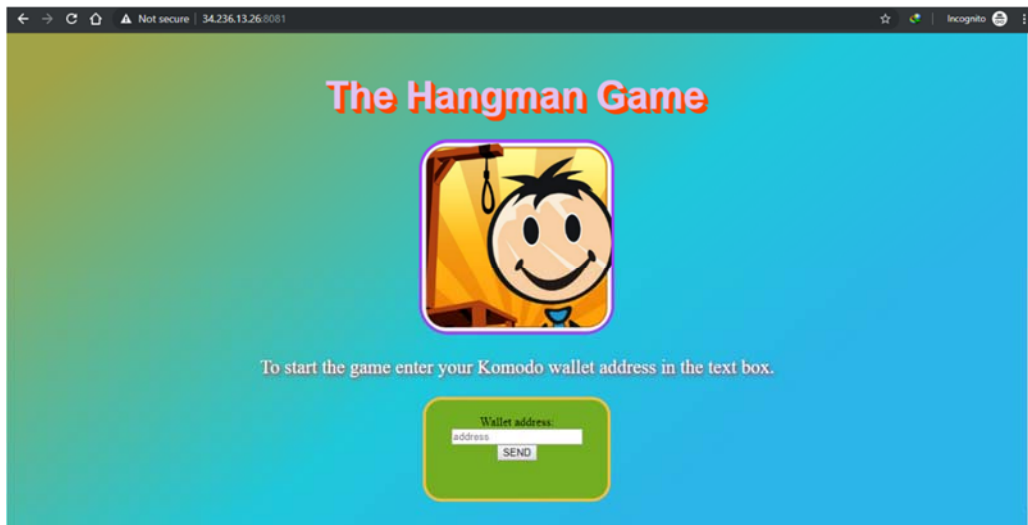 Not secure | 34.236.13.26:8081
Incognito
The Hangman Game
To start the game enter your Komodo wallet address in the text box.
Wallet address:
address
SEND